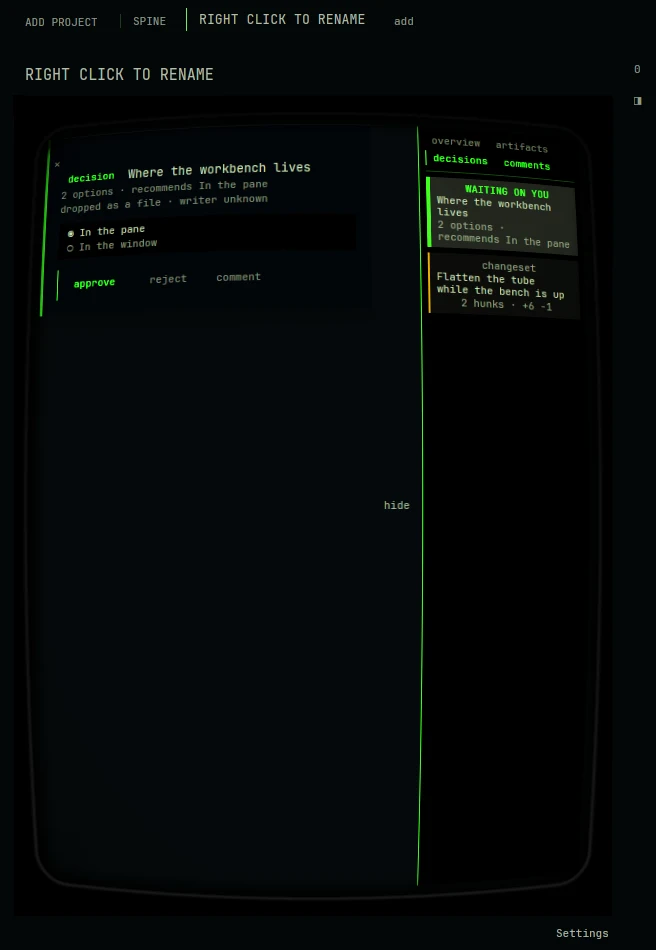 ADD PROJECT SPINE RIGHT CLICK TO RENAME add
RIGHT CLICK TO RENAME
0
× decision Where the workbench lives
2 options · recommends In the pane
dropped as a file · writer unknown
◉ In the pane
○ In the window
approve reject comment
hide
overview artifacts
decisions comments
WAITING ON YOU
Where the workbench
lives
2 options ·
recommends In the pane
changeset
Flatten the tube
while the bench is up
2 hunks · +6 -1
Settings